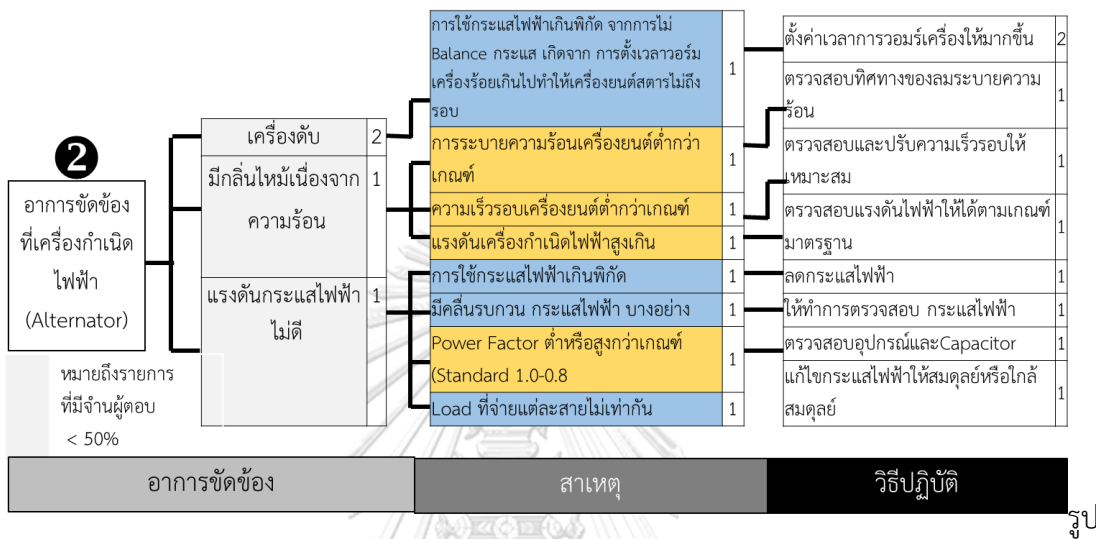 ❷
อาการขัดข้อง
ที่เครื่องกำเนิด
ไฟฟ้า
(Alternator)
หมายถึงรายการ
ที่มีจำนผู้ตอบ
< 50%
เครื่องดับ 2
มีกลิ่นไหม้เนื่องจาก 1
ความร้อน
แรงดันกระแสไฟฟ้า 1
ไม่ดี
การใช้กระแสไฟฟ้าเกินพิกัด จากการไม่
Balance กระแส เกิดจาก การตั้งเวลาวอร์ม
เครื่องร้อยเกินไปทำให้เครื่องยนต์สตารไม่ถึง
รอบ
1
การระบายความร้อนเครื่องยนต์ต่ำกว่า
เกณฑ์
1
ความเร็วรอบเครื่องยนต์ต่ำกว่าเกณฑ์ 1
แรงดันเครื่องกำเนิดไฟฟ้าสูงเกิน 1
การใช้กระแสไฟฟ้าเกินพิกัด 1
มีคลื่นรบกวน กระแสไฟฟ้า บางอย่าง 1
Power Factor ต่ำหรือสูงกว่าเกณฑ์
(Standard 1.0-0.8
1
Load ที่จ่ายแต่ละสายไม่เท่ากัน 1
ตั้งค่าเวลาการวอมร์เครื่องให้มากขึ้น 2
ตรวจสอบทิศทางของลมระบายความ
ร้อน
1
ตรวจสอบและปรับความเร็วรอบให้
เหมาะสม
1
ตรวจสอบแรงดันไฟฟ้าให้ได้ตามเกณฑ์
มาตรฐาน
1
ลดกระแสไฟฟ้า 1
ให้ทำการตรวจสอบ กระแสไฟฟ้า 1
ตรวจสอบอุปกรณ์และCapacitor 1
แก้ไขกระแสไฟฟ้าให้สมดุลย์หรือใกล้
สมดุลย์
1
อาการขัดข้อง
สาเหตุ
วิธีปฏิบัติ
รูป